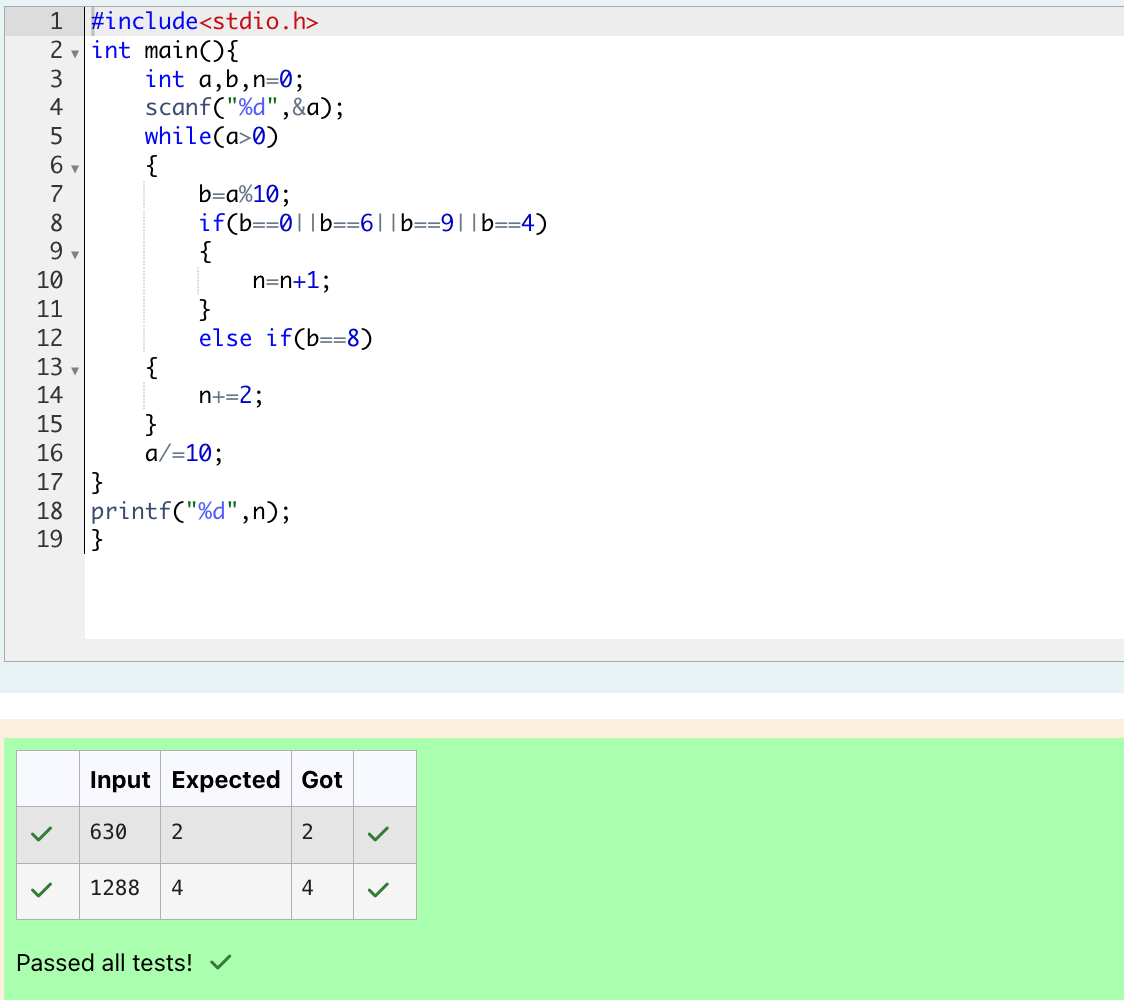 1 #include<stdio.h>
2 int main(){
3     int a,b,n=0;
4     scanf("%d",&a);
5     while(a>0)
6     {
7         b=a%10;
8         if(b==0||b==6||b==9||b==4)
9         {
10             n=n+1;
11         }
12         else if(b==8)
13     {
14         n+=2;
15     }
16     a/=10;
17 }
18 printf("%d",n);
19 }
Input Expected Got
630 2 2
1288 4 4
Passed all tests!